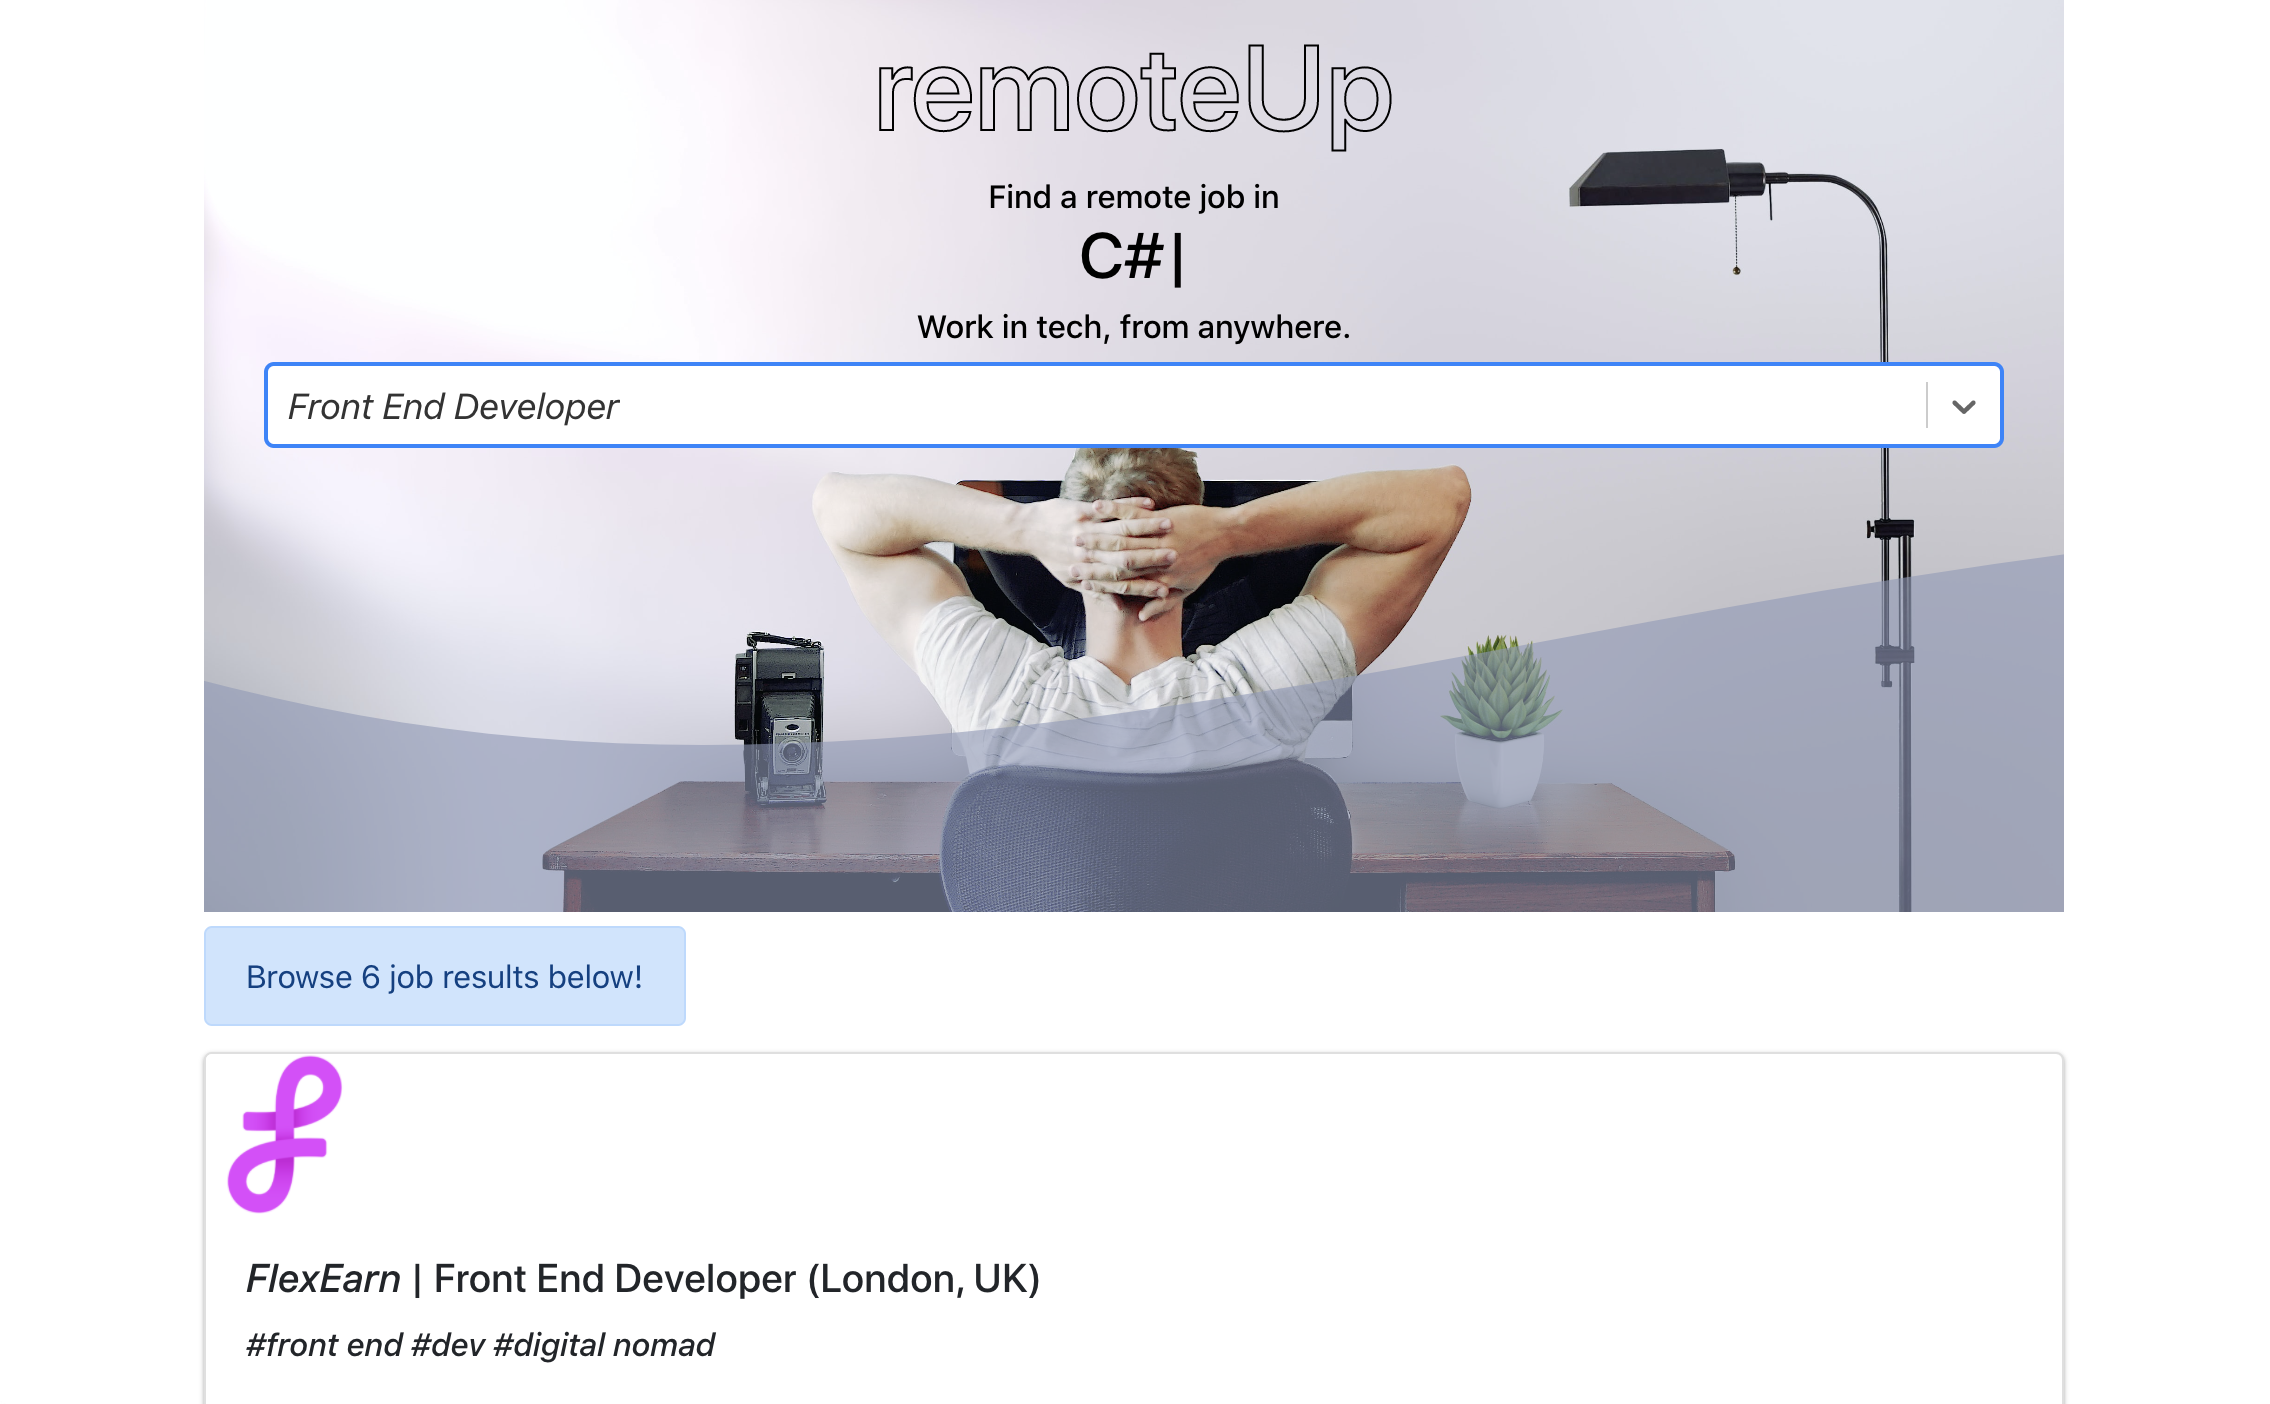 remoteUp
Find a remote job in
C#|
Work in tech, from anywhere.
Front End Developer
Browse 6 job results below!
FlexEarn | Front End Developer (London, UK)
#front end #dev #digital nomad